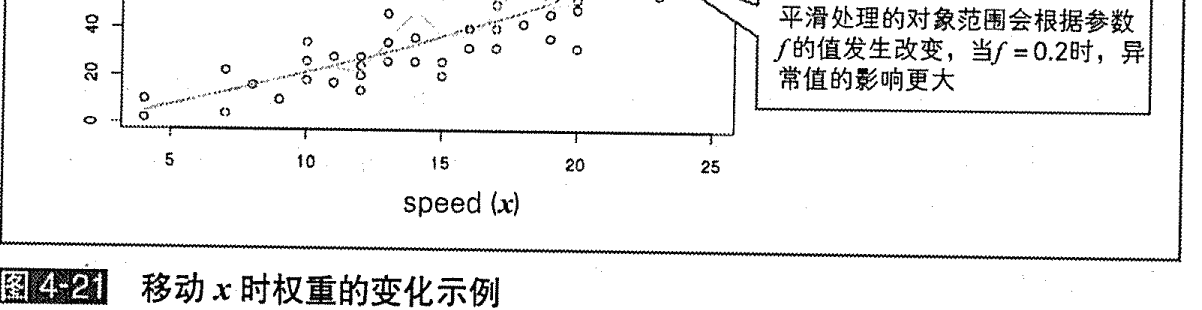 平滑处理的对象范围会根据参数
40
f的值发生改变，当f = 0.2时，异
常值的影响更大
20
0
5 10 15 20 25
speed (x)
图 4-21 移动 x 时权重的变化示例